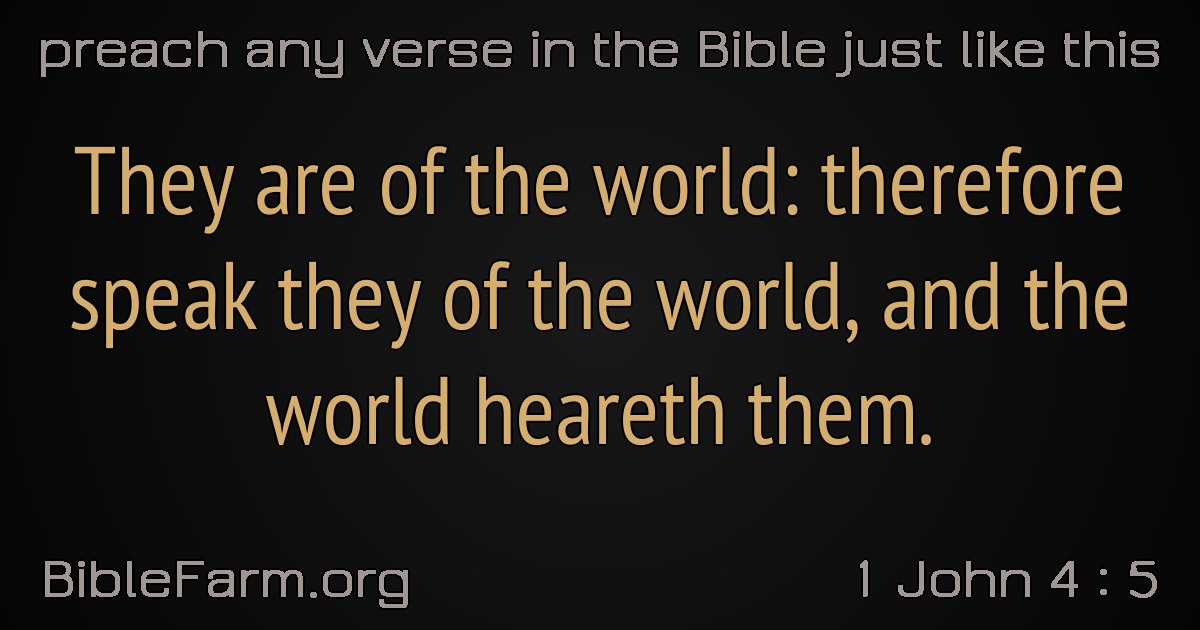 preach any verse in the Bible just like this
They are of the world: therefore
speak they of the world, and the
world heareth them.
BibleFarm.org
1 John 4 : 5